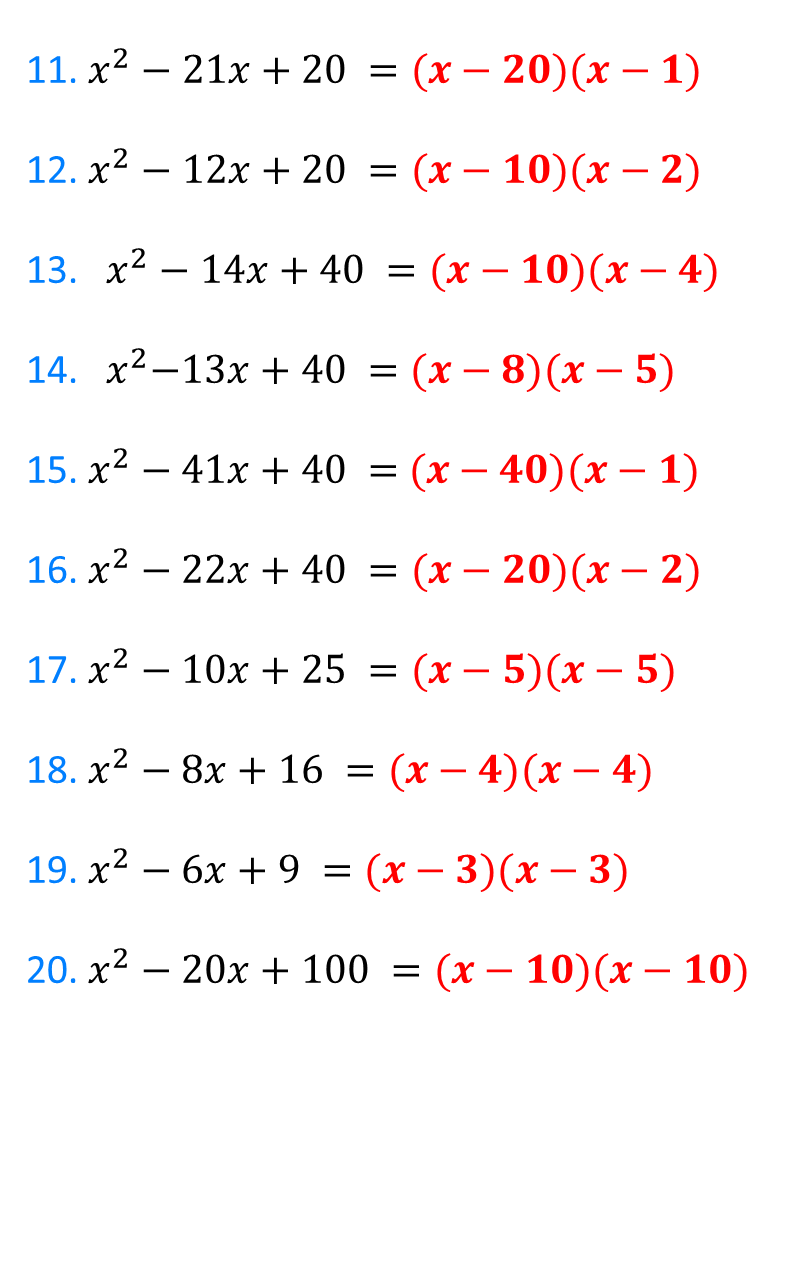 11. x² − 21x + 20 = (x − 20)(x − 1)
12. x² − 12x + 20 = (x − 10)(x − 2)
13. x² − 14x + 40 = (x − 10)(x − 4)
14. x²−13x + 40 = (x − 8)(x − 5)
15. x² − 41x + 40 = (x − 40)(x − 1)
16. x² − 22x + 40 = (x − 20)(x − 2)
17. x² − 10x + 25 = (x − 5)(x − 5)
18. x² − 8x + 16 = (x − 4)(x − 4)
19. x² − 6x + 9 = (x − 3)(x − 3)
20. x² − 20x + 100 = (x − 10)(x − 10)